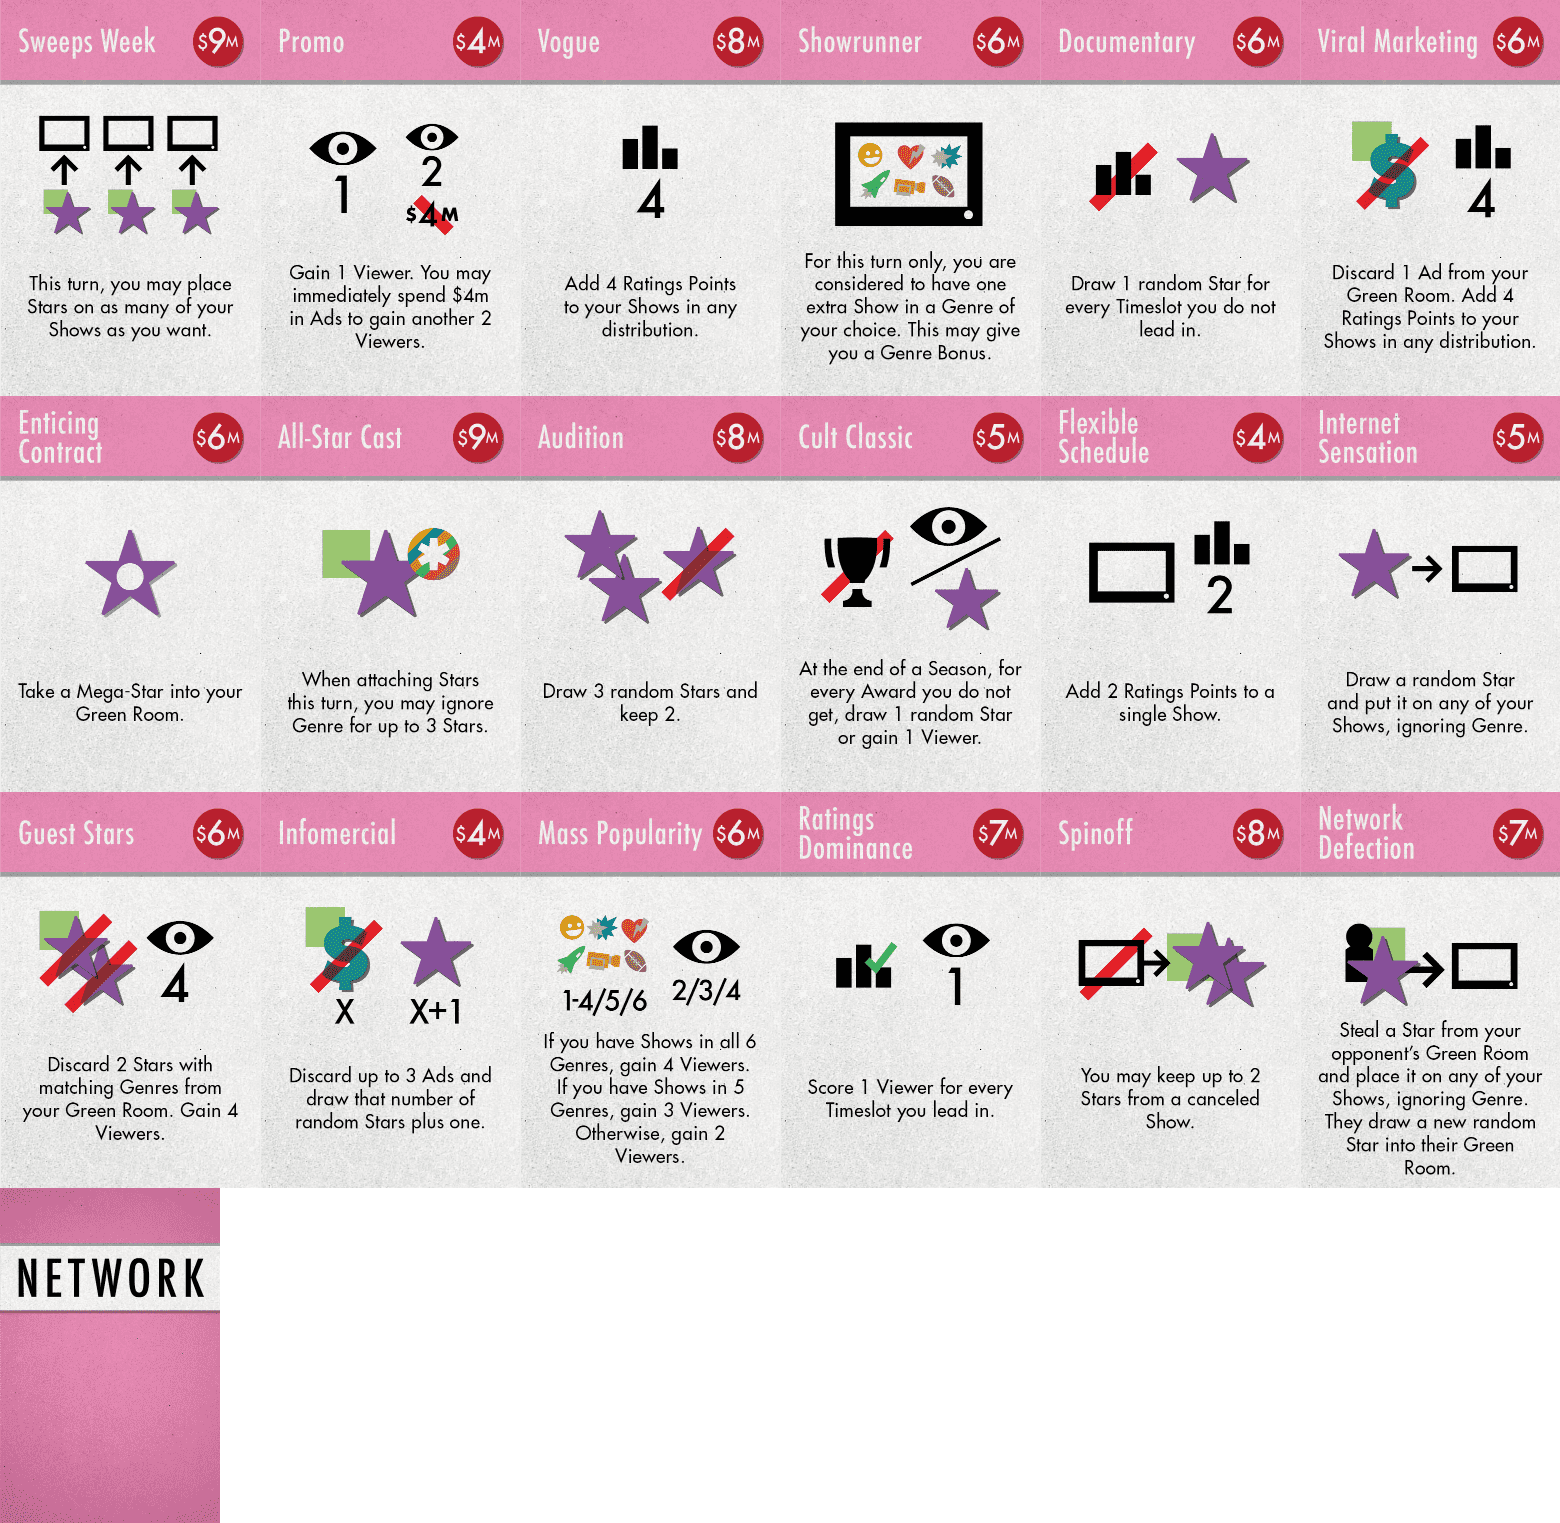 Sweeps Week
$9M
This turn, you may place
Stars on as many of your
Shows as you want.
Promo
$4M
1
2
$4M
Gain 1 Viewer. You may
immediately spend $4m
in Ads to gain another 2
Viewers.
Vogue
$8M
4
Add 4 Ratings Points
to your Shows in any
distribution.
Showrunner
$6M
For this turn only, you are
considered to have one
extra Show in a Genre of
your choice. This may give
you a Genre Bonus.
Documentary
$6M
Draw 1 random Star for
every Timeslot you do not
lead in.
Viral Marketing
$6M
$
4
Discard 1 Ad from your
Green Room. Add 4
Ratings Points to your
Shows in any distribution.
Enticing
Contract
$6M
Take a Mega-Star into your
Green Room.
All-Star Cast
$9M
When attaching Stars
this turn, you may ignore
Genre for up to 3 Stars.
Audition
$8M
Draw 3 random Stars and
keep 2.
Cult Classic
$5M
At the end of a Season, for
every Award you do not
get, draw 1 random Star
or gain 1 Viewer.
Flexible
Schedule
$4M
2
Add 2 Ratings Points to a
single Show.
Internet
Sensation
$5M
Draw a random Star
and put it on any of your
Shows, ignoring Genre.
Guest Stars
$6M
4
Discard 2 Stars with
matching Genres from
your Green Room. Gain 4
Viewers.
Infomercial
$4M
$
X
X+1
Discard up to 3 Ads and
draw that number of
random Stars plus one.
Mass Popularity
$6M
1-4/5/6
2/3/4
If you have Shows in all 6
Genres, gain 4 Viewers.
If you have Shows in 5
Genres, gain 3 Viewers.
Otherwise, gain 2
Viewers.
Ratings
Dominance
$7M
1
Score 1 Viewer for every
Timeslot you lead in.
Spinoff
$8M
You may keep up to 2
Stars from a canceled
Show.
Network
Defection
$7M
Steal a Star from your
opponent's Green Room
and place it on any of your
Shows, ignoring Genre.
They draw a new random
Star into their Green
Room.
NETWORK